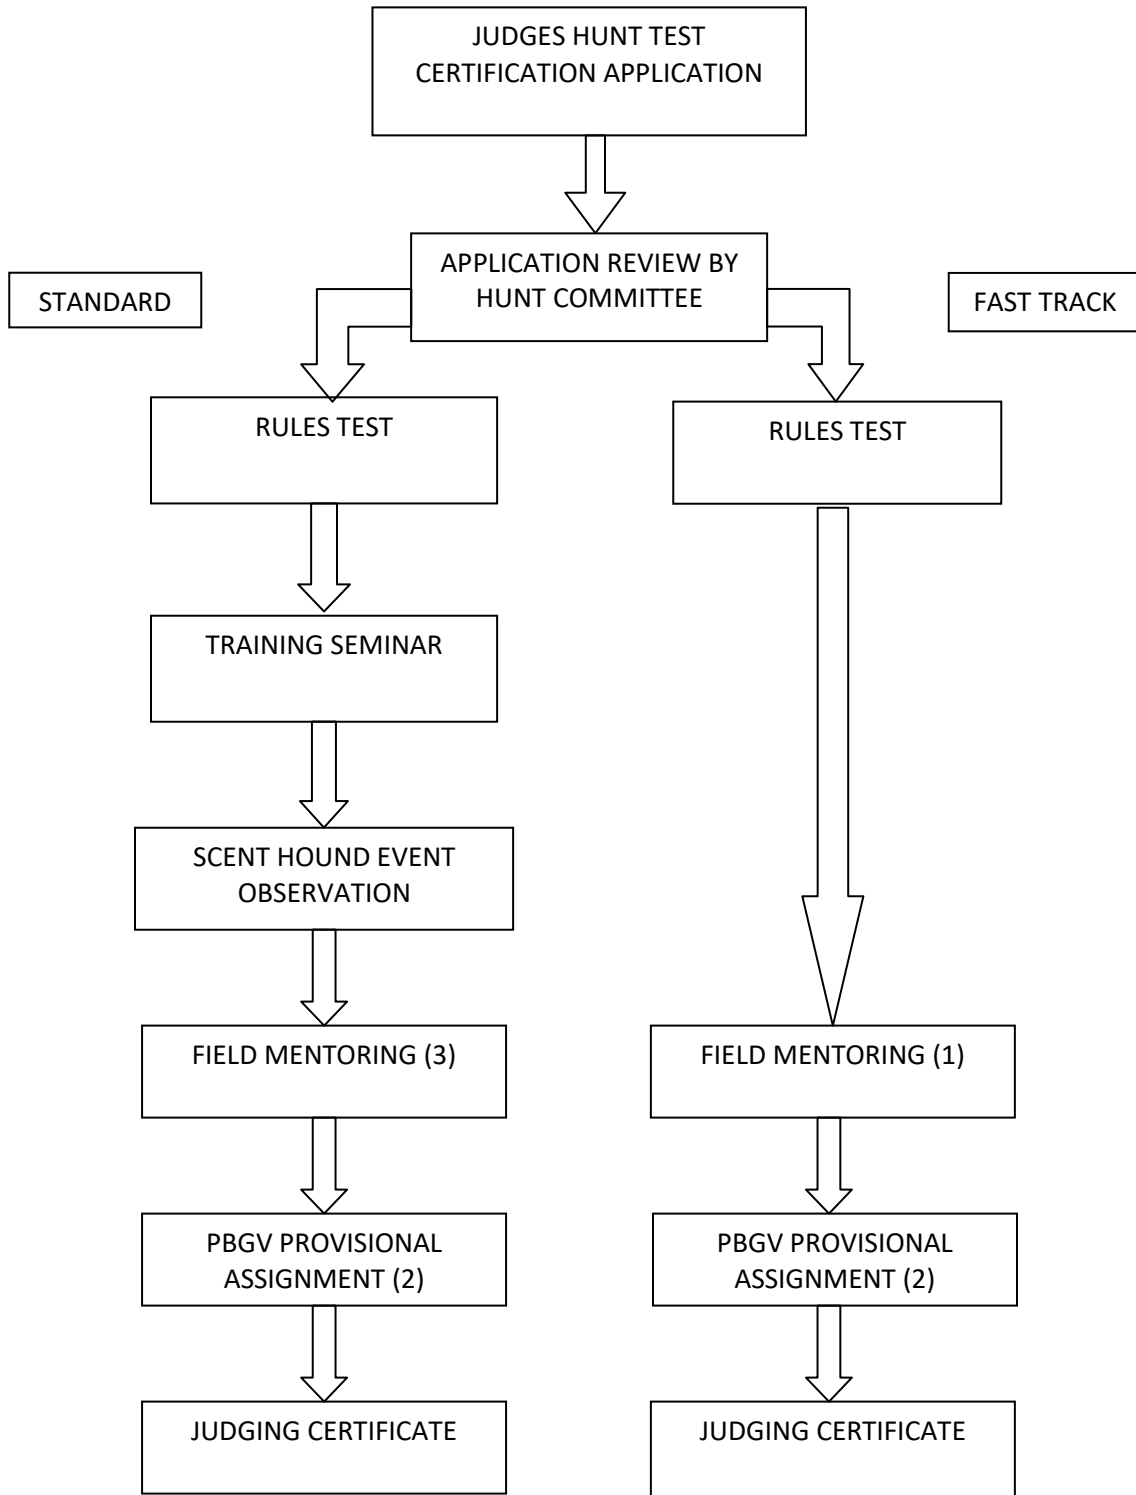 JUDGES HUNT TEST
CERTIFICATION APPLICATION
APPLICATION REVIEW BY
HUNT COMMITTEE
STANDARD
FAST TRACK
RULES TEST
RULES TEST
TRAINING SEMINAR
SCENT HOUND EVENT
OBSERVATION
FIELD MENTORING (3)
FIELD MENTORING (1)
PBGV PROVISIONAL
ASSIGNMENT (2)
PBGV PROVISIONAL
ASSIGNMENT (2)
JUDGING CERTIFICATE
JUDGING CERTIFICATE